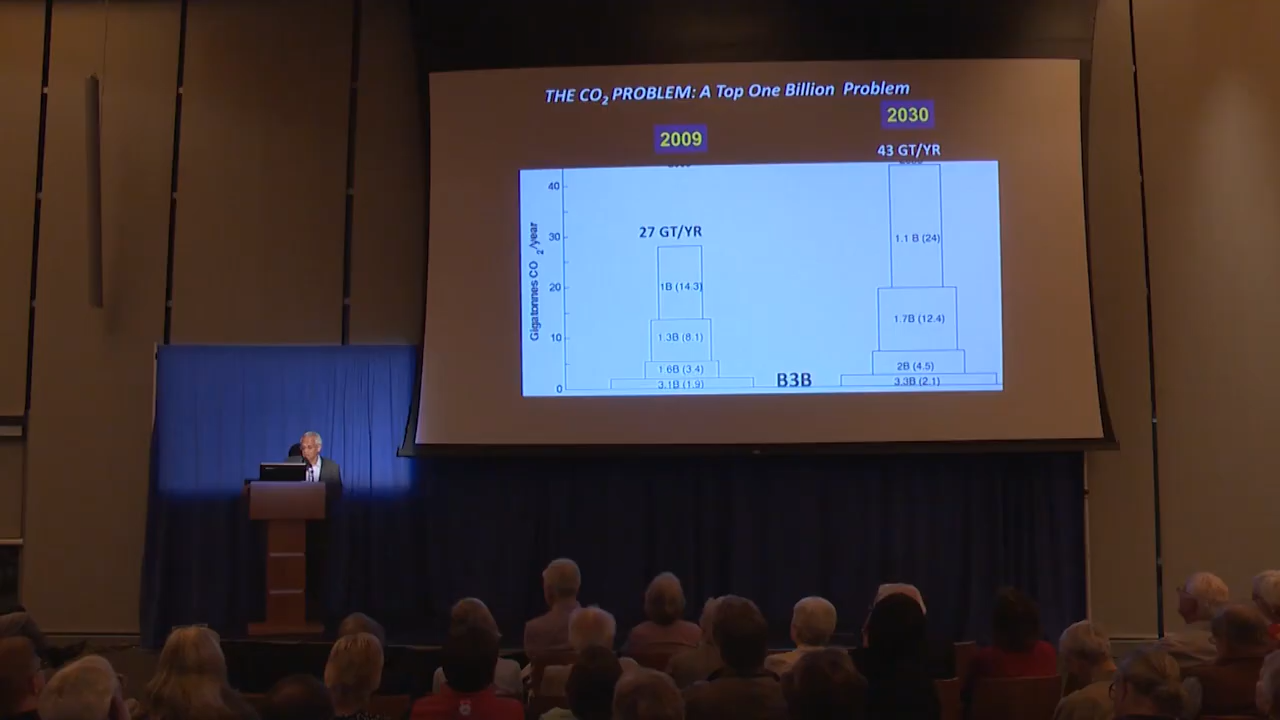 THE CO2 PROBLEM: A Top One Billion Problem
2009
2030
43 GT/YR
27 GT/YR
Gigatonnes CO2/year
40
30
20
10
0
1B (14.3)
1.3B (8.1)
1.6B (3.4)
3.1B (1.9)
B3B
1.1 B (24)
1.7B (12.4)
2B (4.5)
3.3B (2.1)